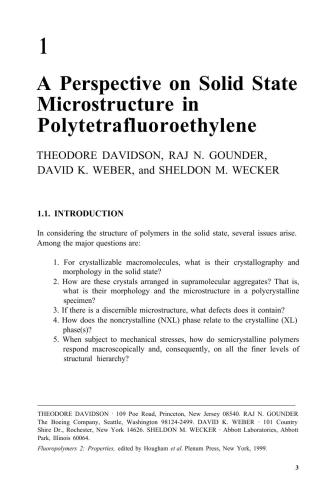 1
A Perspective on Solid State
Microstructure in
Polytetrafluoroethylene
THEODORE DAVIDSON, RAJ N. GOUNDER,
DAVID K. WEBER, and SHELDON M. WECKER
1.1. INTRODUCTION
In considering the structure of polymers in the solid state, several issues arise.
Among the major questions are:
1. For crystallizable macromolecules, what is their crystallography and
morphology in the solid state?
2. How are these crystals arranged in supramolecular aggregates? That is,
what is their morphology and the microstructure in a polycrystalline
specimen?
3. If there is a discernible microstructure, what defects does it contain?
4. How does the noncrystalline (NXL) phase relate to the crystalline (XL)
phase(s)?
5. When subject to mechanical stresses, how do semicrystalline polymers
respond macroscopically and, consequently, on all the finer levels of
structural hierarchy?
THEODORE DAVIDSON · 109 Poe Road, Princeton, New Jersey 08540. RAJ N. GOUNDER
The Boeing Company, Seattle, Washington 98124-2499. DAVID K. WEBER · 101 Country
Shire Dr., Rochester, New York 14626. SHELDON M. WECKER · Abbott Laboratories, Abbott
Park, Illinois 60064.
Fluoropolymers 2: Properties, edited by Hougham et al. Plenum Press, New York, 1999.
3